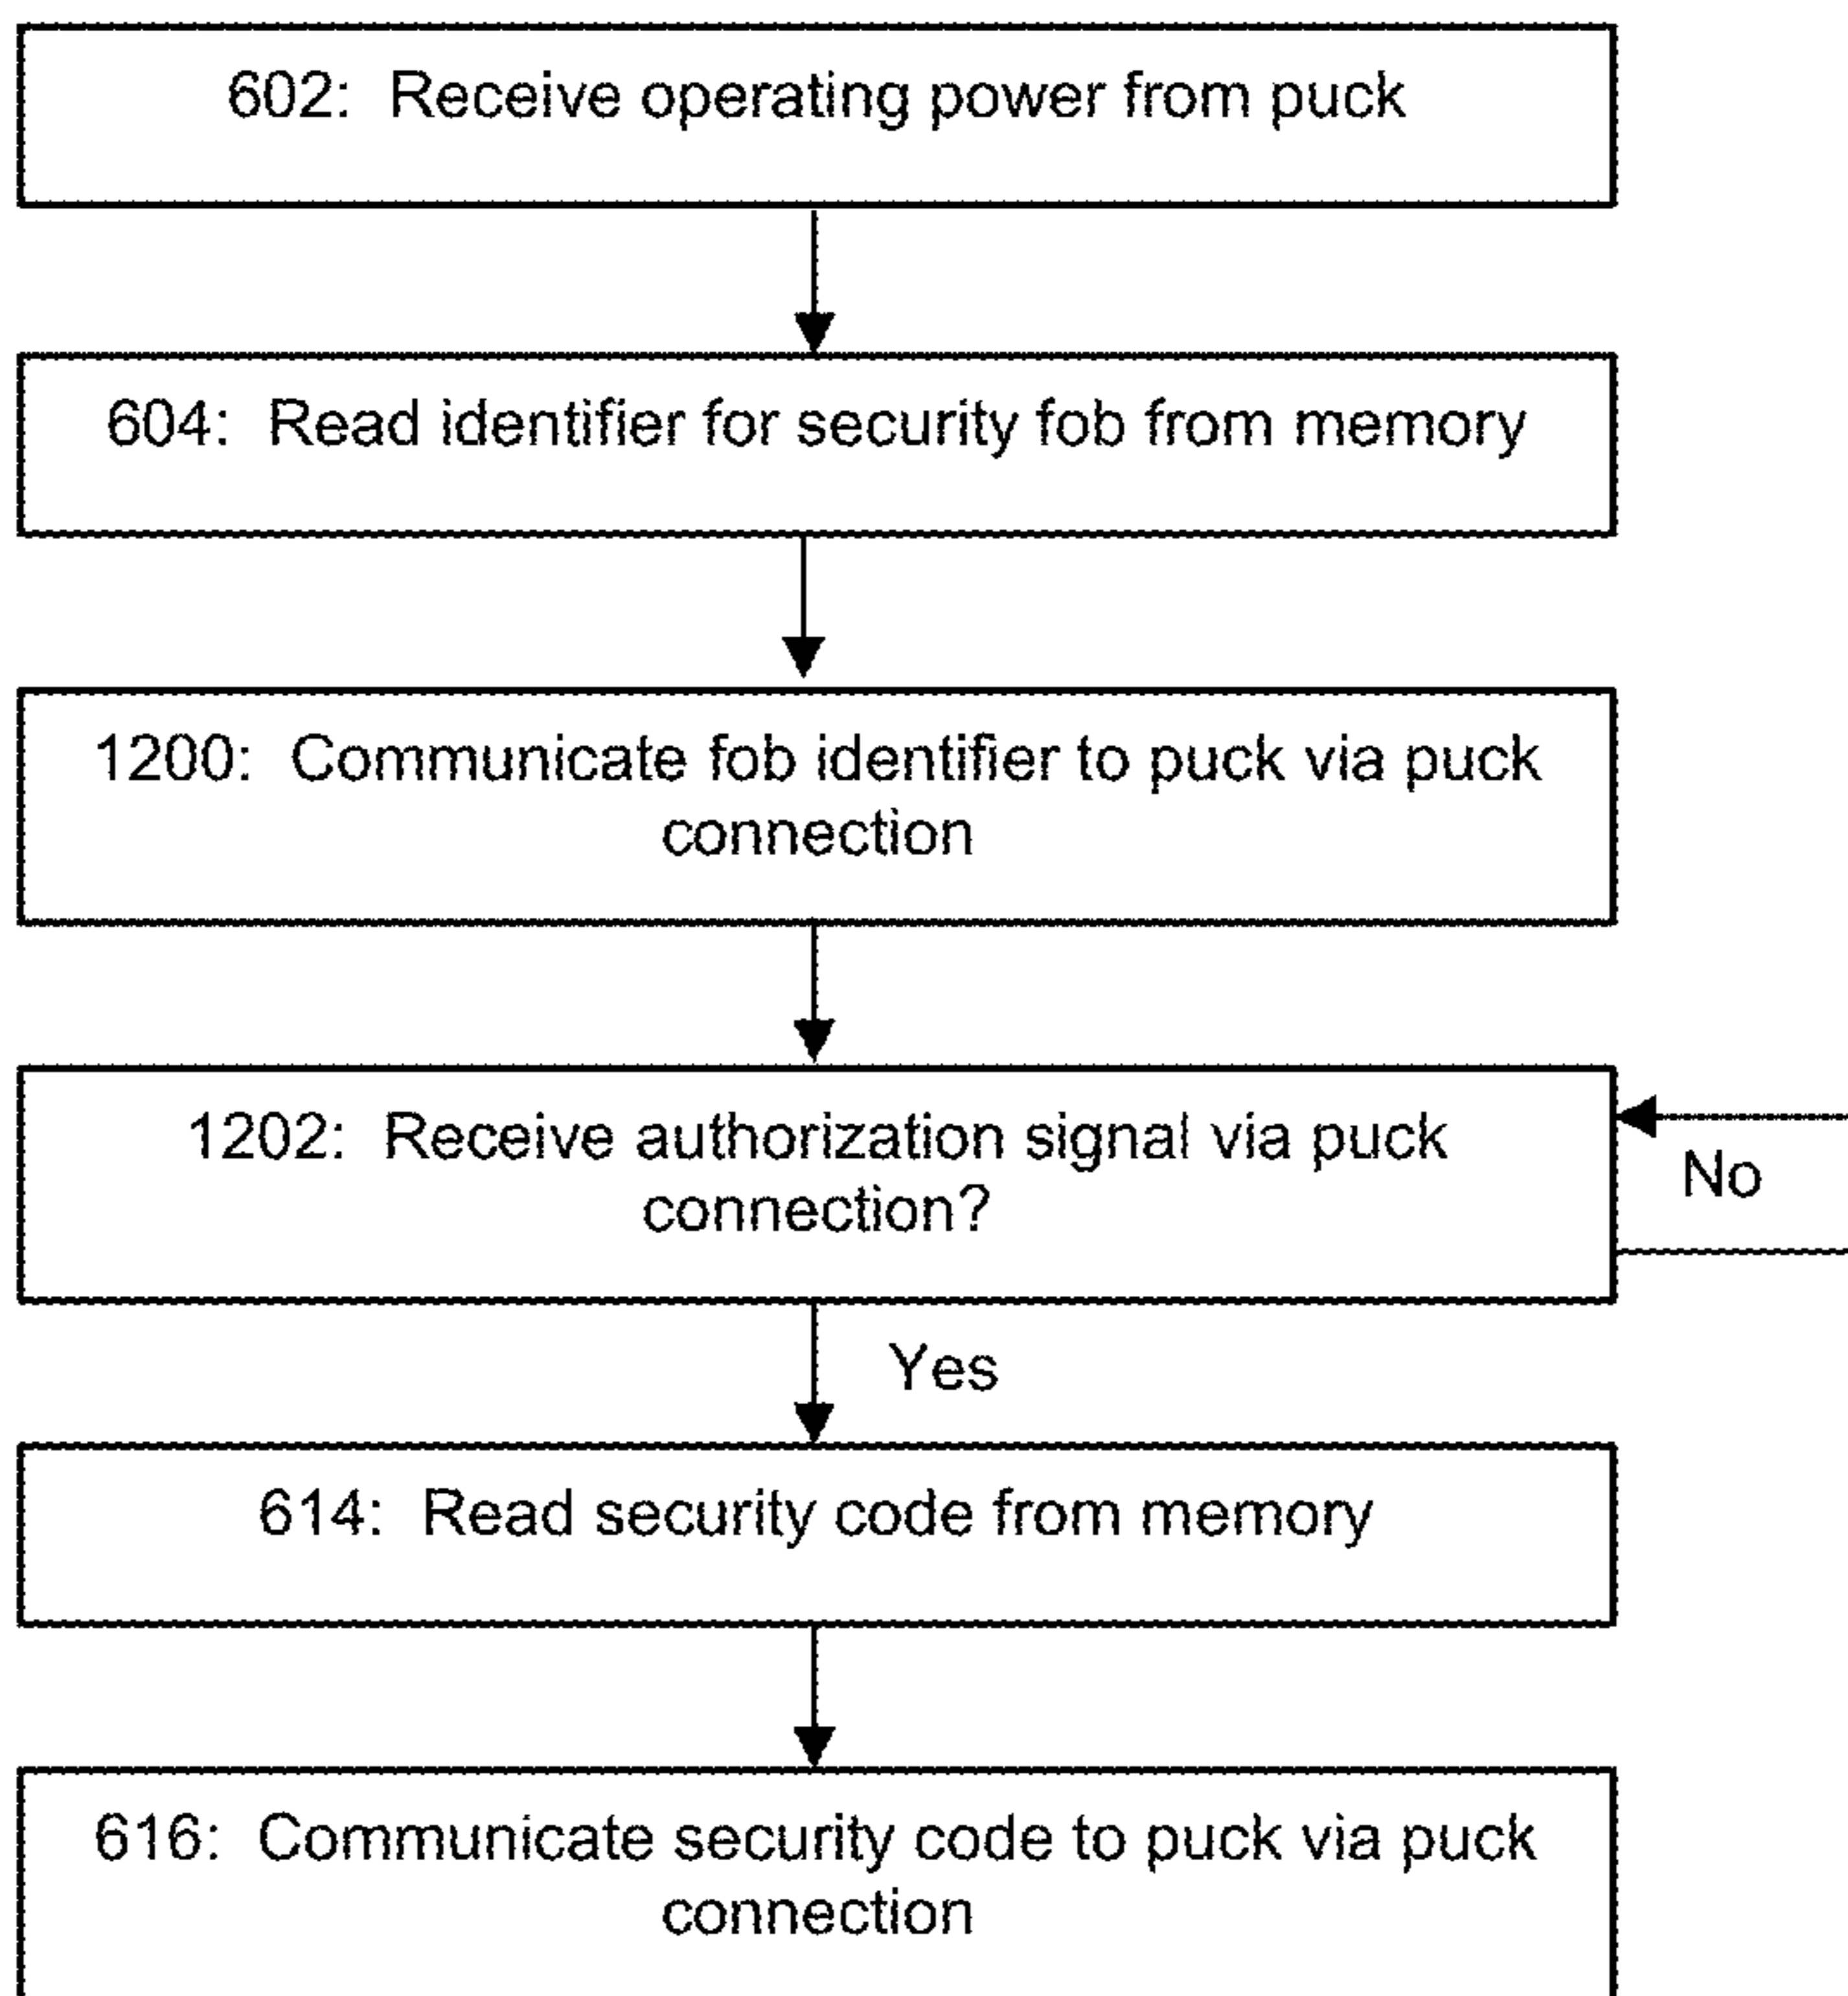 602: Receive operating power from puck
604: Read identifier for security fob from memory
1200: Communicate fob identifier to puck via puck
connection
1202: Receive authorization signal via puck
connection?
No
Yes
614: Read security code from memory
616: Communicate security code to puck via puck
connection